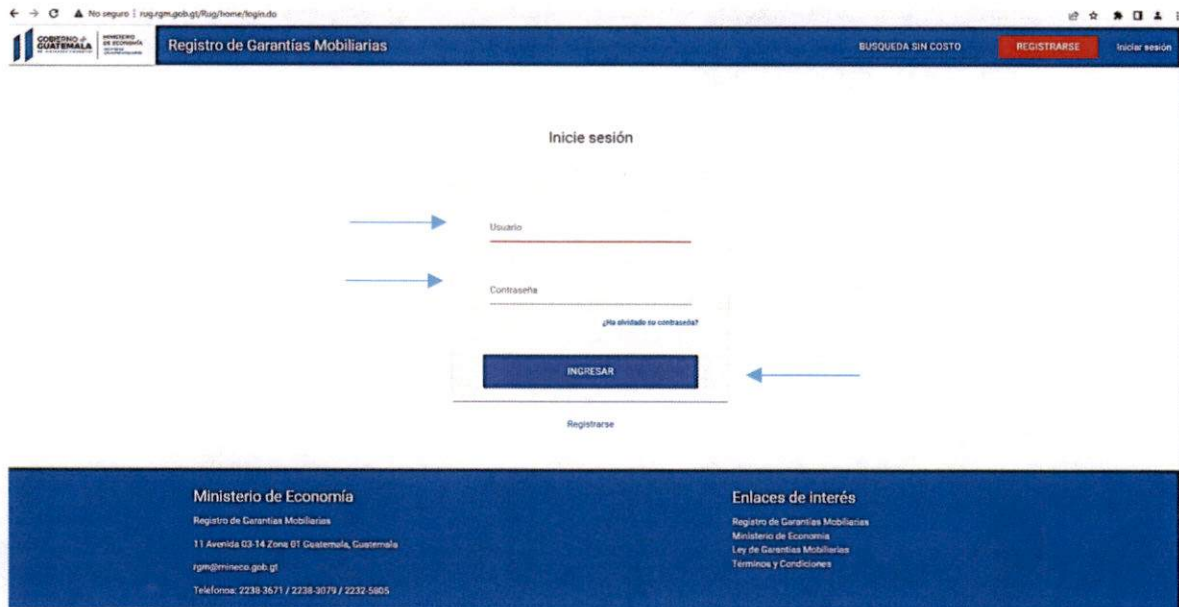 No seguro rug.rgm.gob.gt/Rug/home/login.do
GOBIERNO de GUATEMALA
MINISTERIO DE ECONOMÍA
Registro de Garantías Mobiliarias
BUSQUEDA SIN COSTO
REGISTRARSE
Iniciar sesión
Inicie sesión
Usuario
Contraseña
¿Ha olvidado su contraseña?
INGRESAR
Registrarse
Ministerio de Economía
Registro de Garantías Mobiliarias
11 Avenida 03-14 Zona 01 Guatemala, Guatemala
rgm@mineco.gob.gt
Telefonos: 2238-3671 / 2238-3079 / 2232-5805
Enlaces de interés
Registro de Garantías Mobiliarias
Ministerio de Economía
Ley de Garantías Mobiliarias
Terminos y Condiciones